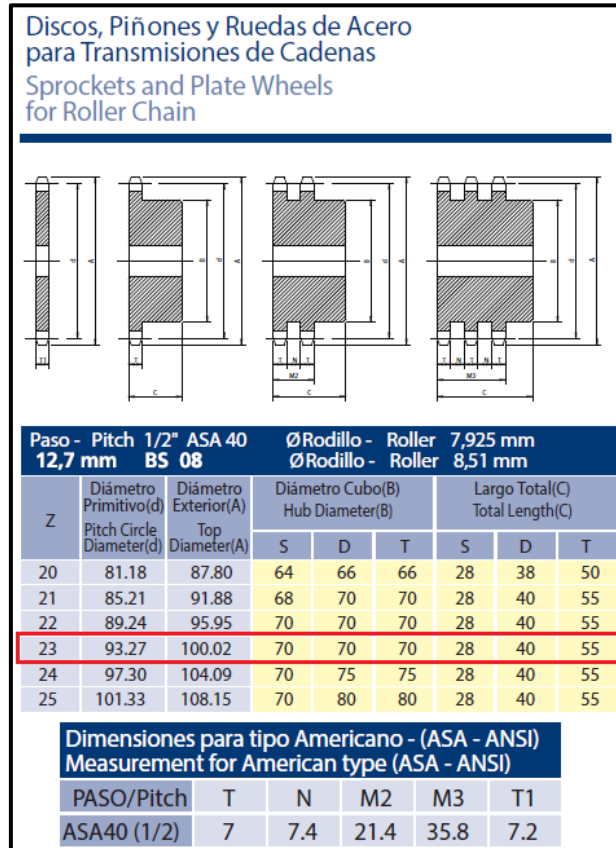 Discos, Piñones y Ruedas de Acero
para Transmisiones de Cadenas
Sprockets and Plate Wheels
for Roller Chain
d A B d A B d A B d A
T1 T T N T T N T N T
M2 M3
C C C
Paso - Pitch 1/2" ASA 40 ØRodillo - Roller 7,925 mm
12,7 mm BS 08 ØRodillo - Roller 8,51 mm
Z Diámetro Primitivo(d) Diámetro Exterior(A) Diámetro Cubo(B) Largo Total(C)
Pitch Circle Diameter(d) Top Diameter(A) Hub Diameter(B) Total Length(C)
S D T S D T
20 81.18 87.80 64 66 66 28 38 50
21 85.21 91.88 68 70 70 28 40 55
22 89.24 95.95 70 70 70 28 40 55
23 93.27 100.02 70 70 70 28 40 55
24 97.30 104.09 70 75 75 28 40 55
25 101.33 108.15 70 80 80 28 40 55
Dimensiones para tipo Americano - (ASA - ANSI)
Measurement for American type (ASA - ANSI)
PASO/Pitch T N M2 M3 T1
ASA40 (1/2) 7 7.4 21.4 35.8 7.2